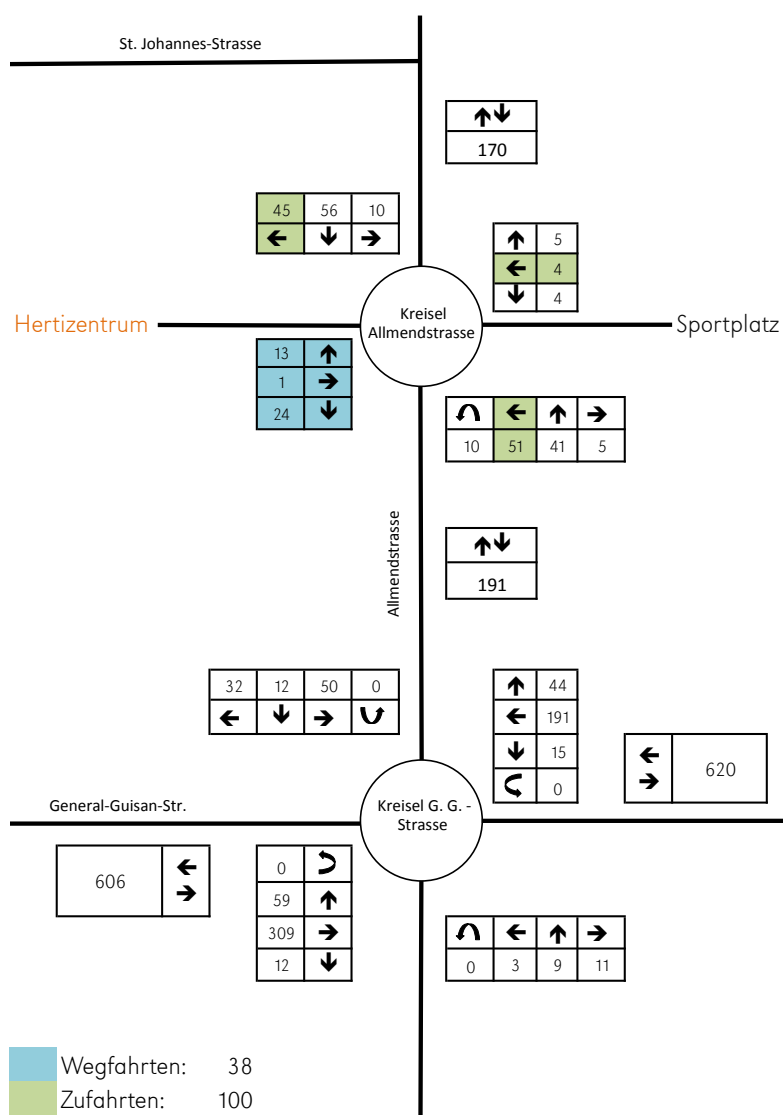 St. Johannes-Strasse
170
45 56 10
5
4
4
Hertizentrum
Kreisel
Allmendstrasse
Sportplatz
13
1
24
10 51 41 5
Allmendstrasse
191
32 12 50 0
44
191
15
0
620
General-Guisan-Str.
Kreisel G. G. -
Strasse
606
0
59
309
12
0 3 9 11
Wegfahrten: 38
Zufahrten: 100